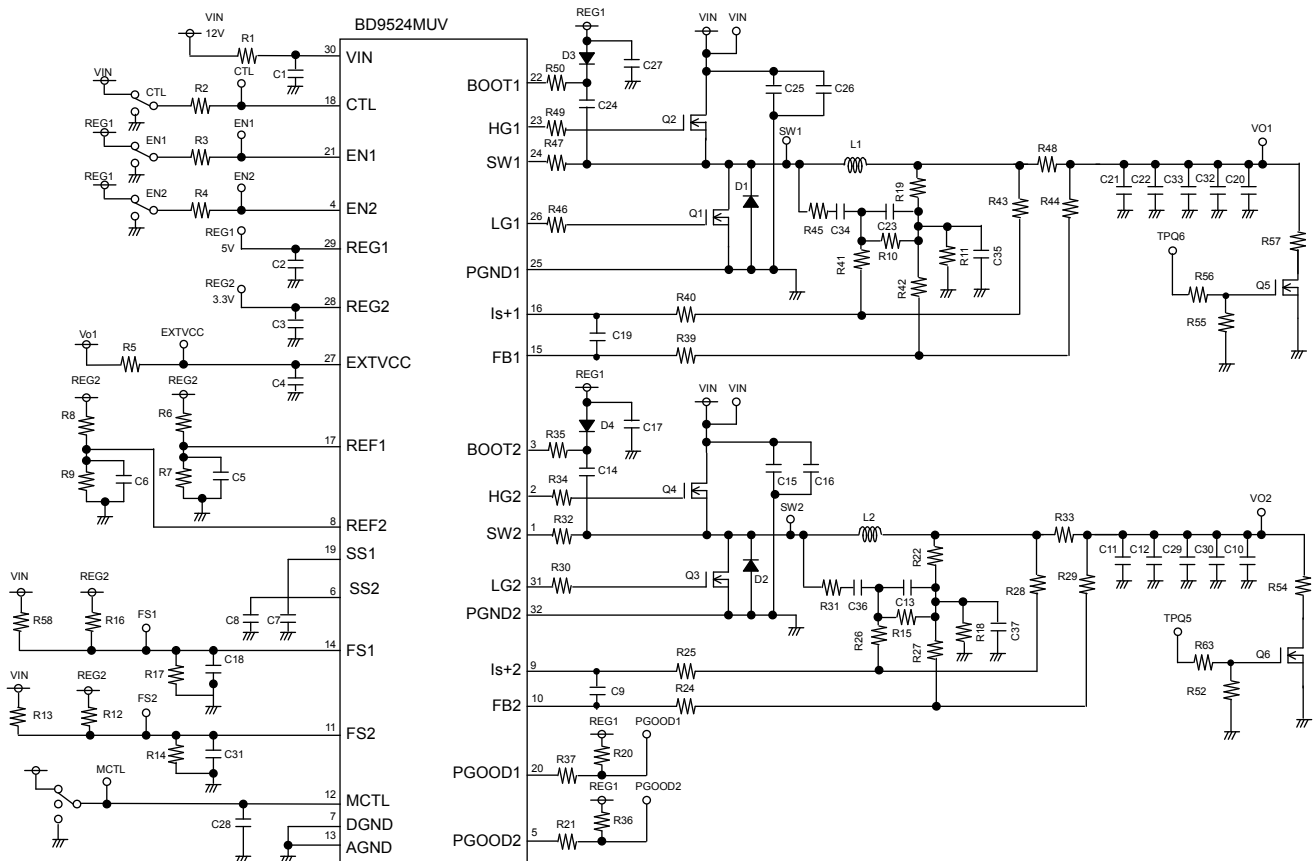 BD9524MUV
VIN
12V
R1
C1
30
VIN
VIN
CTL
R2
CTL
18
CTL
REG1
EN1
R3
EN1
21
EN1
REG1
EN2
R4
EN2
4
EN2
REG1
5V
C2
29
REG1
REG2
3.3V
C3
28
REG2
Vo1
R5
EXTVCC
C4
27
EXTVCC
REG2
R8
R9
C6
REG2
R6
R7
C5
17
REF1
8
REF2
19
SS1
6
SS2
C8
C7
VIN
R58
REG2
R16
FS1
R17
C18
14
FS1
VIN
R13
REG2
R12
FS2
R14
C31
11
FS2
MCTL
C28
12
MCTL
7
DGND
13
AGND
REG1
D3
C27
BOOT1
22
R50
C24
HG1
23
R49
SW1
24
R47
LG1
26
R46
PGND1
25
Is+1
16
R40
C19
FB1
15
R39
VIN
VIN
C25
C26
Q2
SW1
L1
Q1
D1
R45
C34
C23
R10
R41
R19
R42
R11
C35
R43
R48
R44
VO1
C21
C22
C33
C32
C20
R57
TPQ6
R56
R55
Q5
REG1
D4
C17
BOOT2
3
R35
C14
HG2
2
R34
SW2
1
R32
LG2
31
R30
PGND2
32
Is+2
9
R25
C9
FB2
10
R24
VIN
VIN
C15
C16
Q4
SW2
L2
Q3
D2
R31
C36
C13
R15
R26
R22
R27
R18
C37
R28
R33
R29
VO2
C11
C12
C29
C30
C10
R54
TPQ5
R63
R52
Q6
REG1
PGOOD1
R20
PGOOD1
20
R37
REG1
PGOOD2
R36
PGOOD2
5
R21